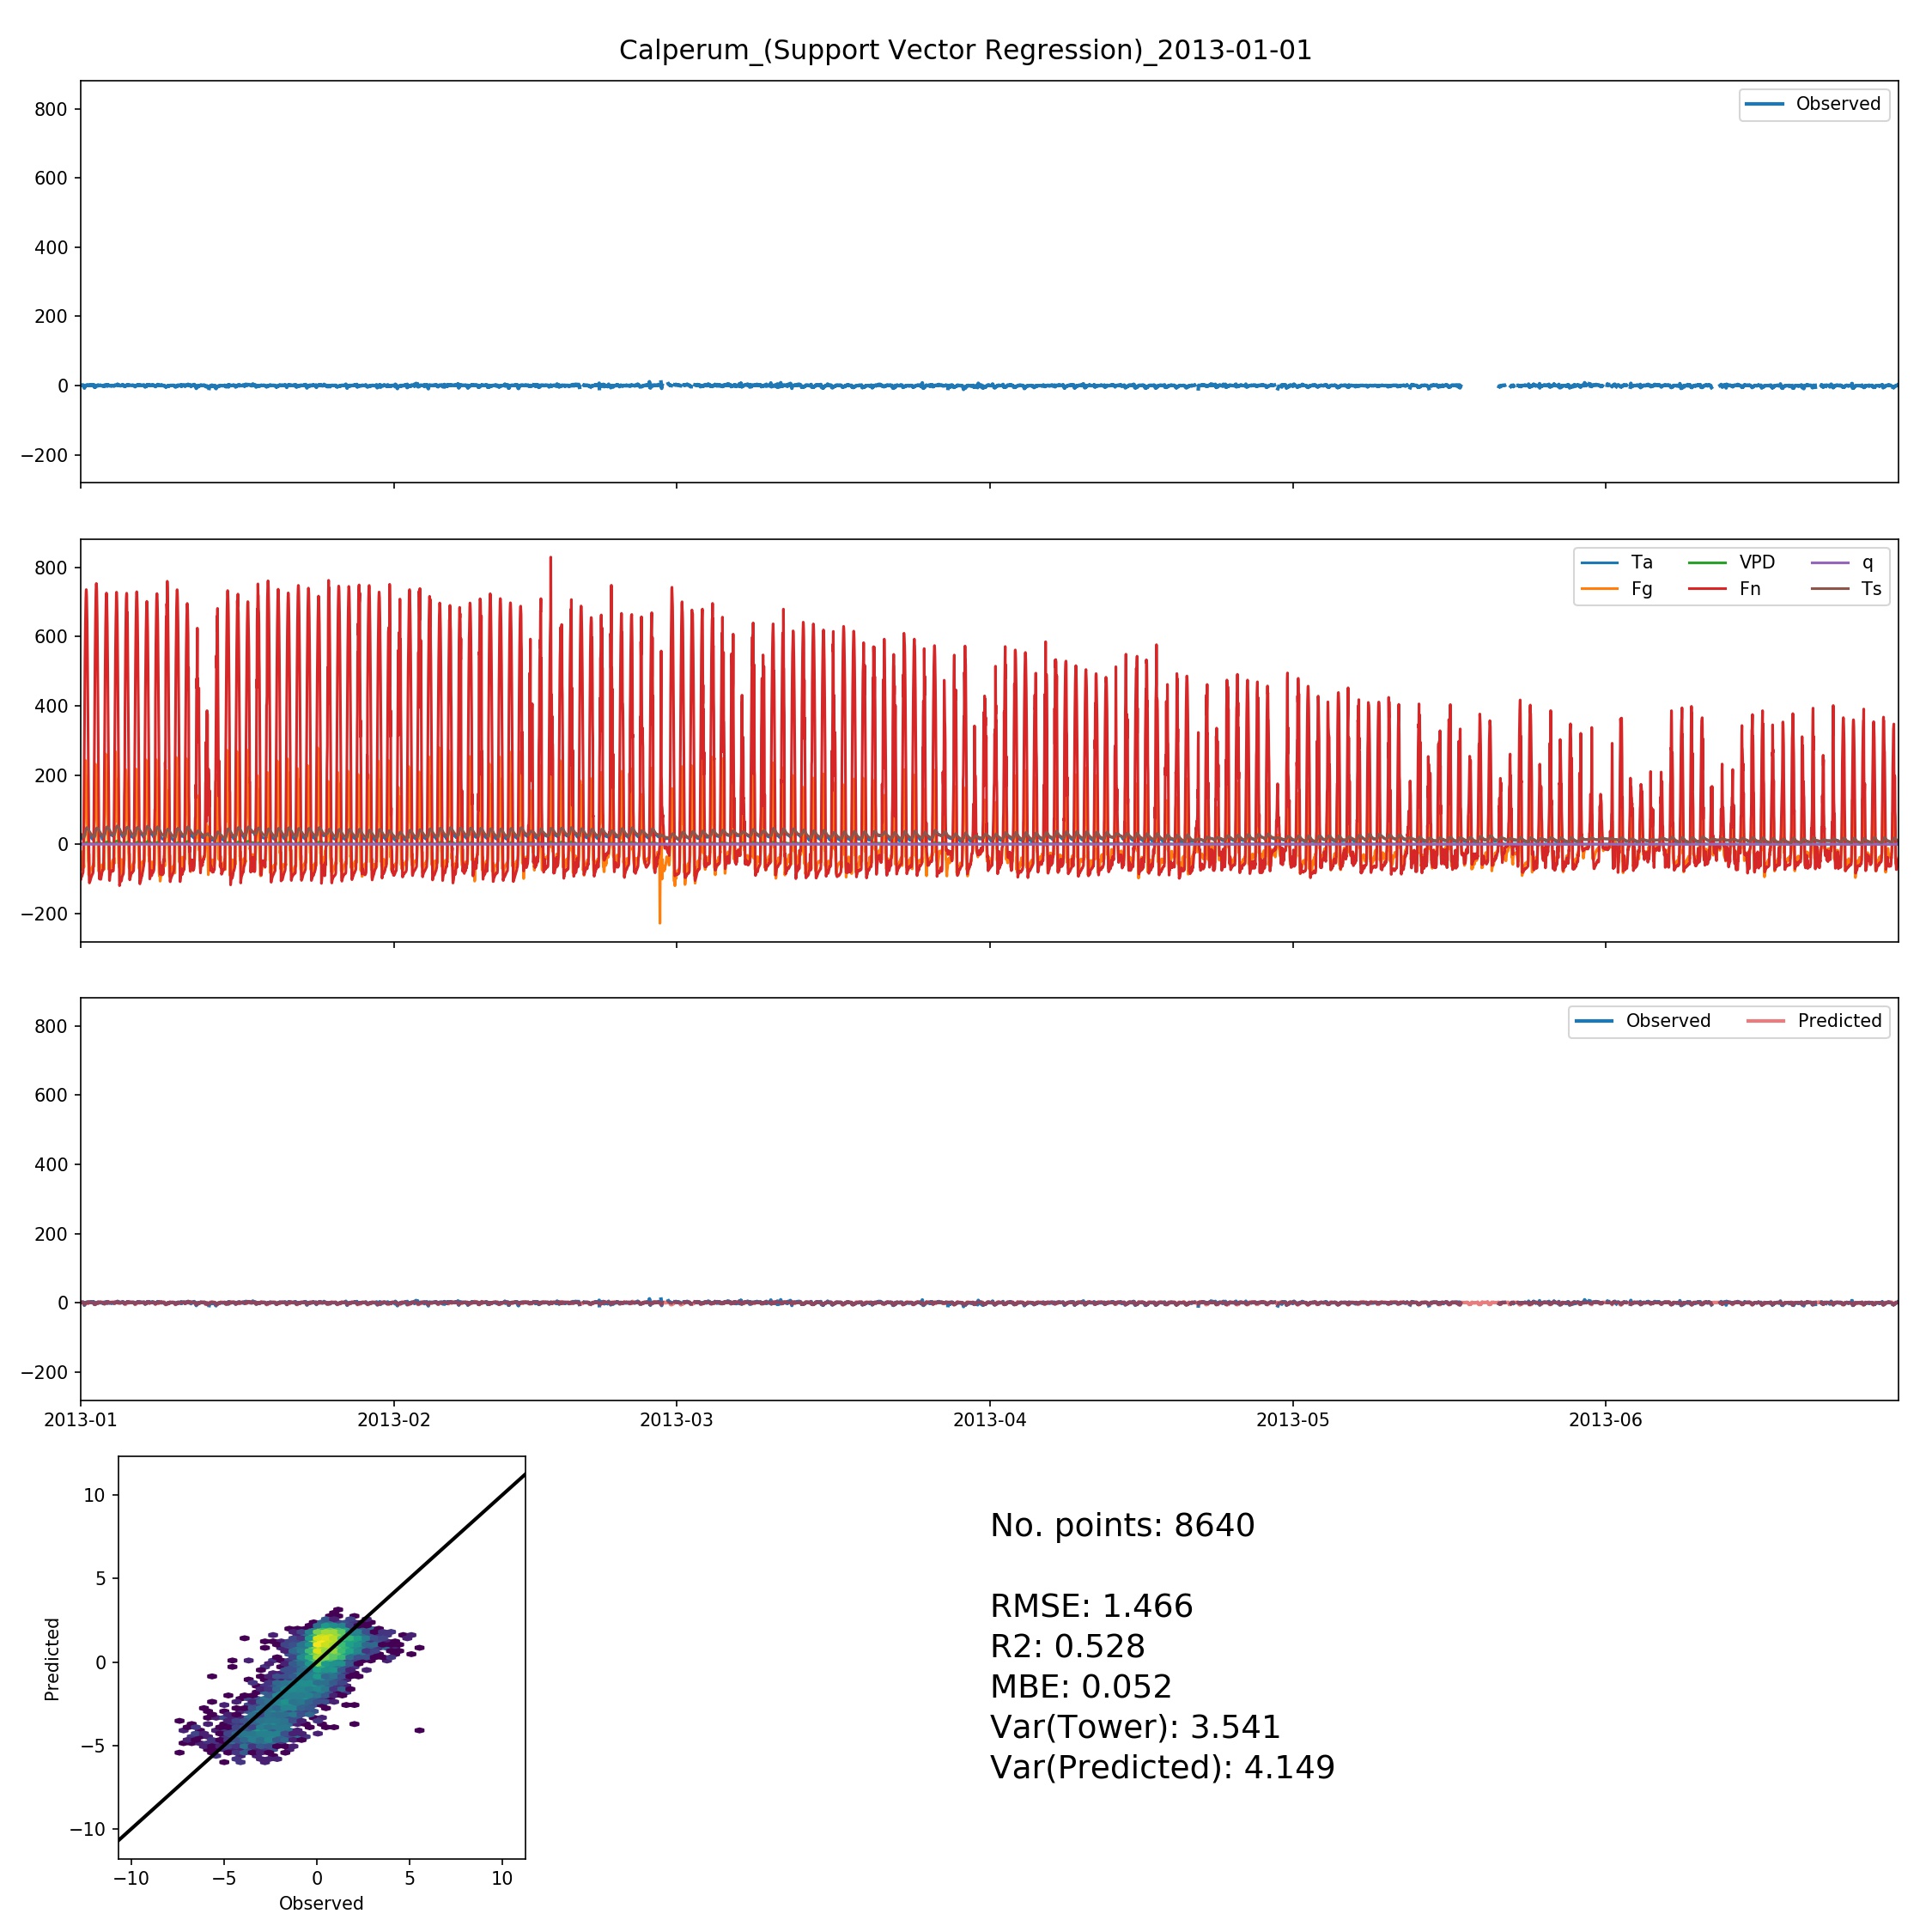 Calperum_(Support Vector Regression)_2013-01-01
800
600
400
200
0
−200
Observed
800
600
400
200
0
−200
Ta VPD q
Fg Fn Ts
800
600
400
200
0
−200
Observed Predicted
2013-01 2013-02 2013-03 2013-04 2013-05 2013-06
10
5
0
−5
−10
Predicted
−10 −5 0 5 10
Observed
No. points: 8640
RMSE: 1.466
R2: 0.528
MBE: 0.052
Var(Tower): 3.541
Var(Predicted): 4.149